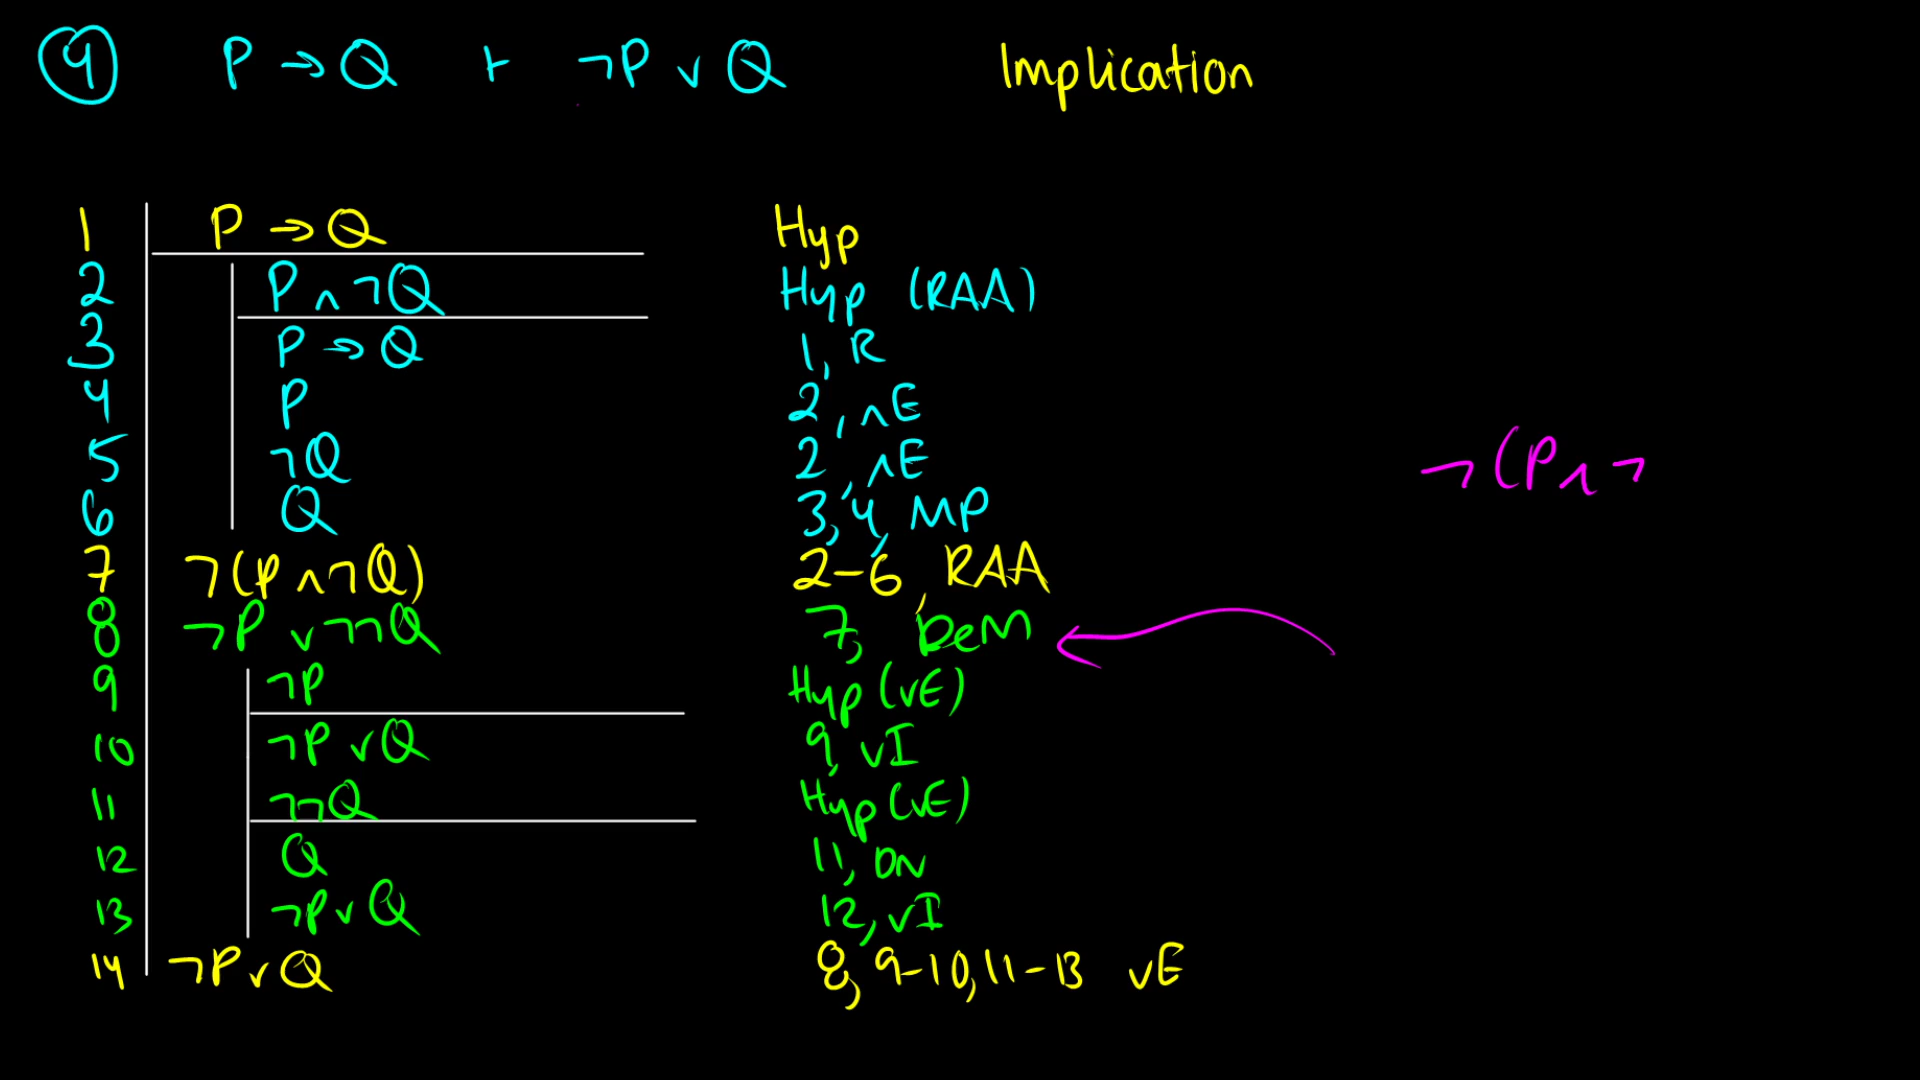 4 P → Q ⊢ ¬P ∨ Q Implication
1 P → Q Hyp
2 P ∧ ¬Q Hyp (RAA)
3 P → Q 1, R
4 P 2, ∧E
5 ¬Q 2, ∧E
6 Q 3, 4, MP
¬(P ∧ ¬
7 ¬(P ∧ ¬Q) 2-6, RAA
8 ¬P ∨ ¬¬Q 7, DeM
9 ¬P Hyp (∨E)
10 ¬P ∨ Q 9, ∨I
11 ¬¬Q Hyp (∨E)
12 Q 11, DN
13 ¬P ∨ Q 12, ∨I
14 ¬P ∨ Q 8, 9-10, 11-13 ∨E